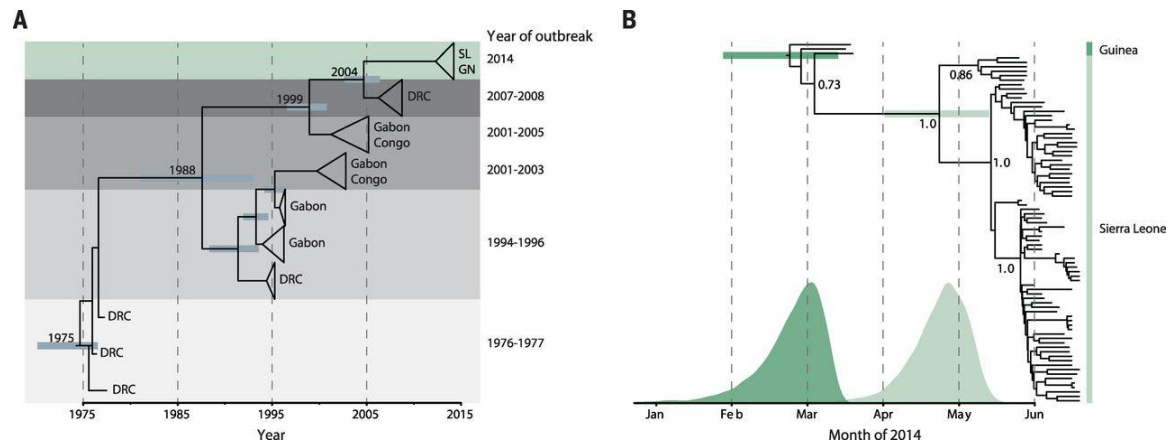 A
Year of outbreak
SL
GN
2014
2004
DRC
2007-2008
1999
Gabon
Congo
2001-2005
Gabon
Congo
2001-2003
1988
Gabon
Gabon
1994-1996
DRC
DRC
1975
DRC
1976-1977
DRC
1975
1985
1995
2005
2015
Year
B
Guinea
0.73
0.86
1.0
1.0
Sierra Leone
1.0
Jan
Feb
Mar
Apr
May
Jun
Month of 2014